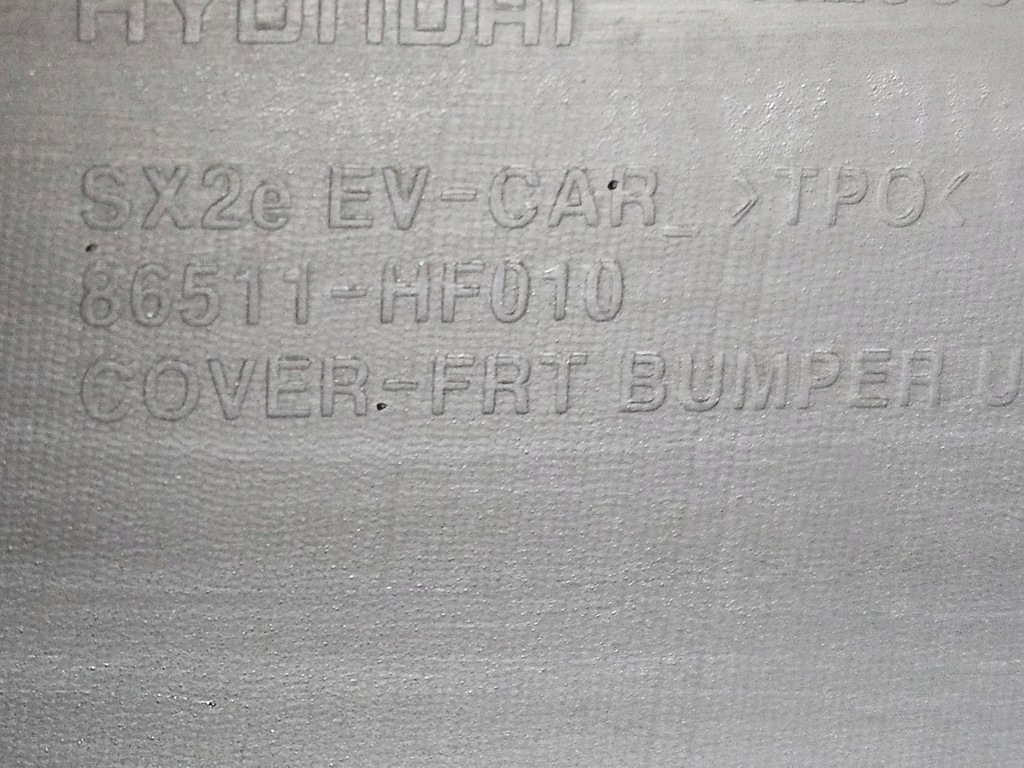 HYUNDAI
SX2e EV-CAR_ >TPO<
86511-HF010
COVER-FRT BUMPER U